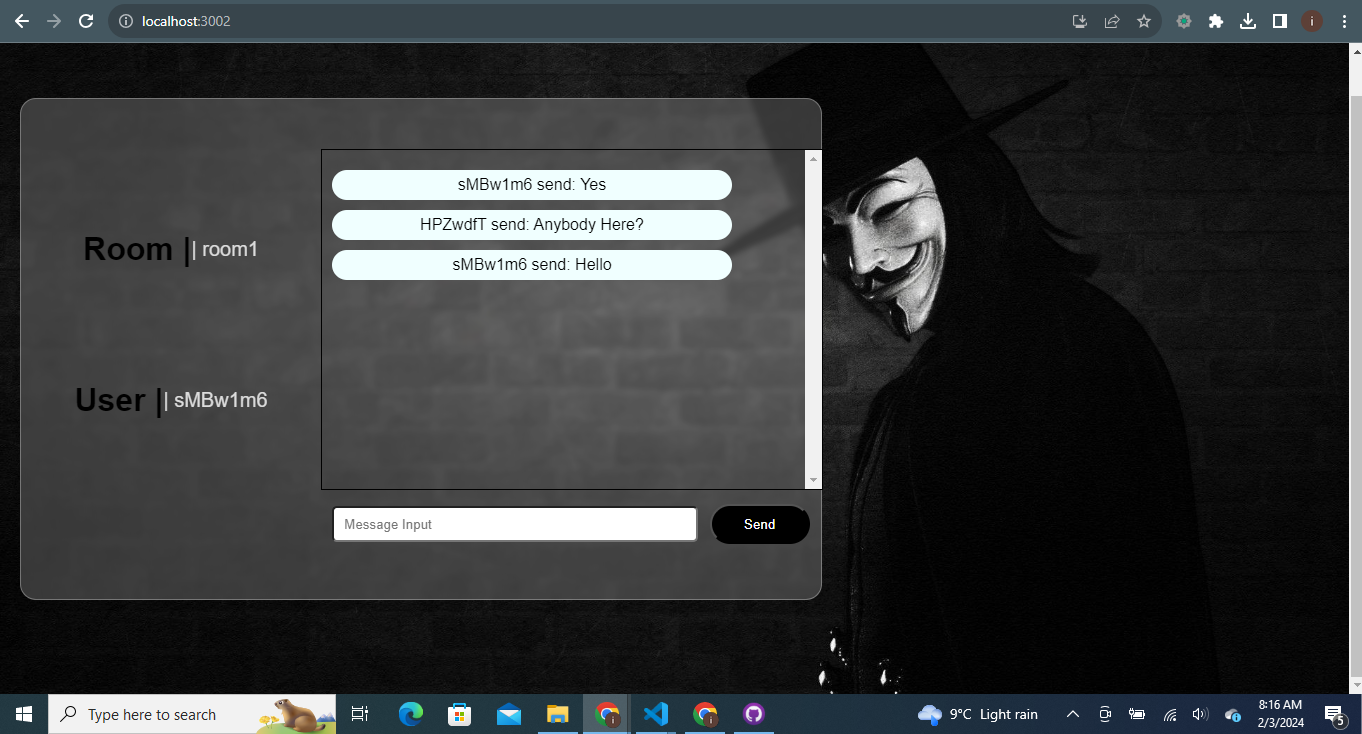 localhost:3002
sMBw1m6 send: Yes
HPZwdfT send: Anybody Here?
sMBw1m6 send: Hello
Room || room1
User || sMBw1m6
Message Input
Send
Type here to search
9°C Light rain
8:16 AM
2/3/2024
5
i